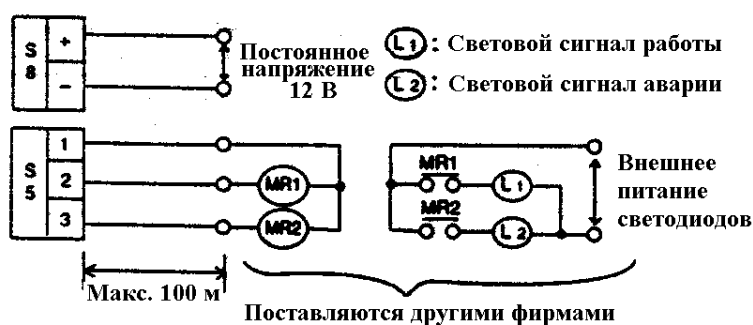 S 8
+
−
Постоянное
напряжение
12 В
L1 : Световой сигнал работы
L2 : Световой сигнал аварии
S 5
1
2
3
MR1
MR2
MR1
L1
MR2
L2
Внешнее
питание
светодиодов
Макс. 100 м
Поставляются другими фирмами